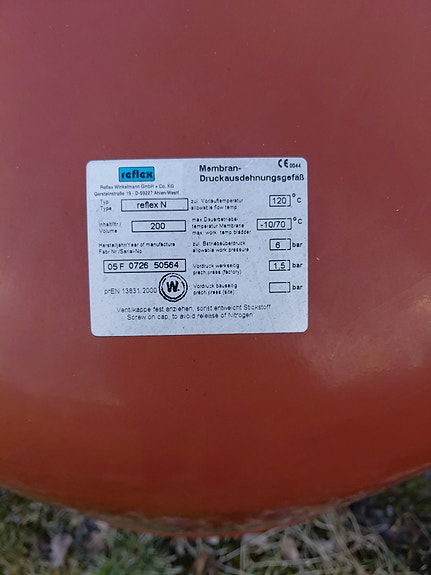 reflex
Reflex Winkelmann GmbH + Co. KG
Gersteinstraße 19 · D-59227 Ahlen/Westf.
Membran-
Druckausdehnungsgefäß
CE 0044
Typ
Type
reflex N
zul. Vorlauftemperatur
allowable flow temp.
120 °C
Inhalt/ltr./
Volume
200
max Dauerbetriebs-
temperatur Membrane
max. work. temp. bladder
-10/70 °C
Herstelljahr/Year of manufacture
Fabr.Nr./Serial-No.
05 F 0726 50564
zul. Betriebsüberdruck
allowable work pressure
6 bar
Vordruck werkseitig
prech.press.(factory)
1,5 bar
prEN 13831:2000
W.
Vordruck bauseitig
prech.press.(site)
bar
Ventilkappe fest anziehen, sonst entweicht Stickstoff
Screw on cap, to avoid release of Nitrogen